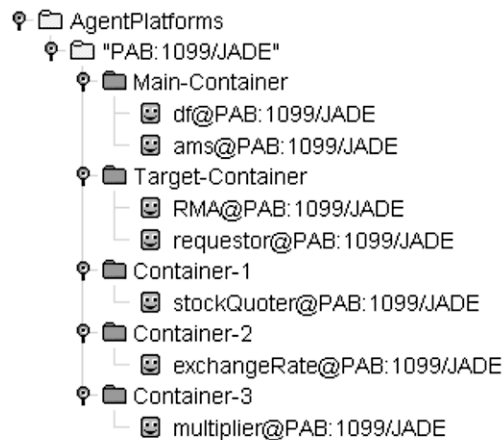 AgentPlatforms
"PAB:1099/JADE"
Main-Container
df@PAB:1099/JADE
ams@PAB:1099/JADE
Target-Container
RMA@PAB:1099/JADE
requestor@PAB:1099/JADE
Container-1
stockQuoter@PAB:1099/JADE
Container-2
exchangeRate@PAB:1099/JADE
Container-3
multiplier@PAB:1099/JADE